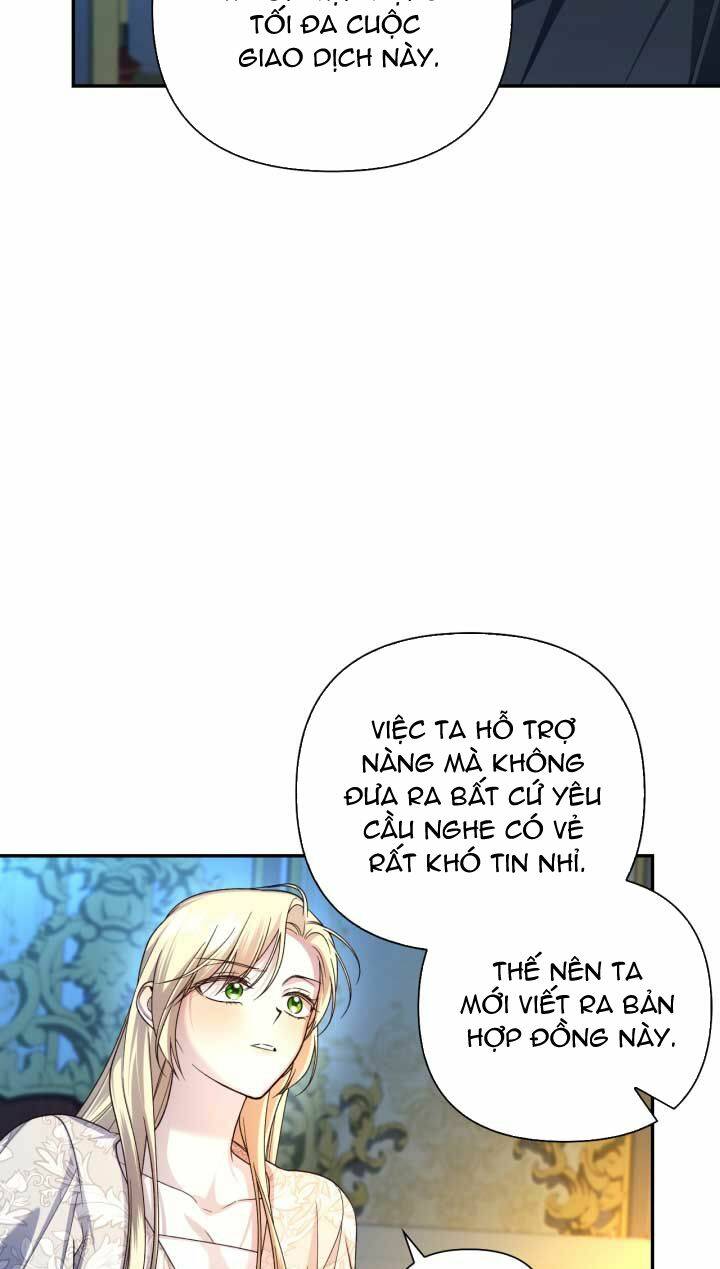 TỐI ĐA CUỘC
GIAO DỊCH NÀY.
VIỆC TA HỖ TRỢ
NÀNG MÀ KHÔNG
ĐƯA RA BẤT CỨ YÊU
CẦU NGHE CÓ VẺ
RẤT KHÓ TIN NHỈ.
THẾ NÊN TA
MỚI VIẾT RA BẢN
HỢP ĐỒNG NÀY.